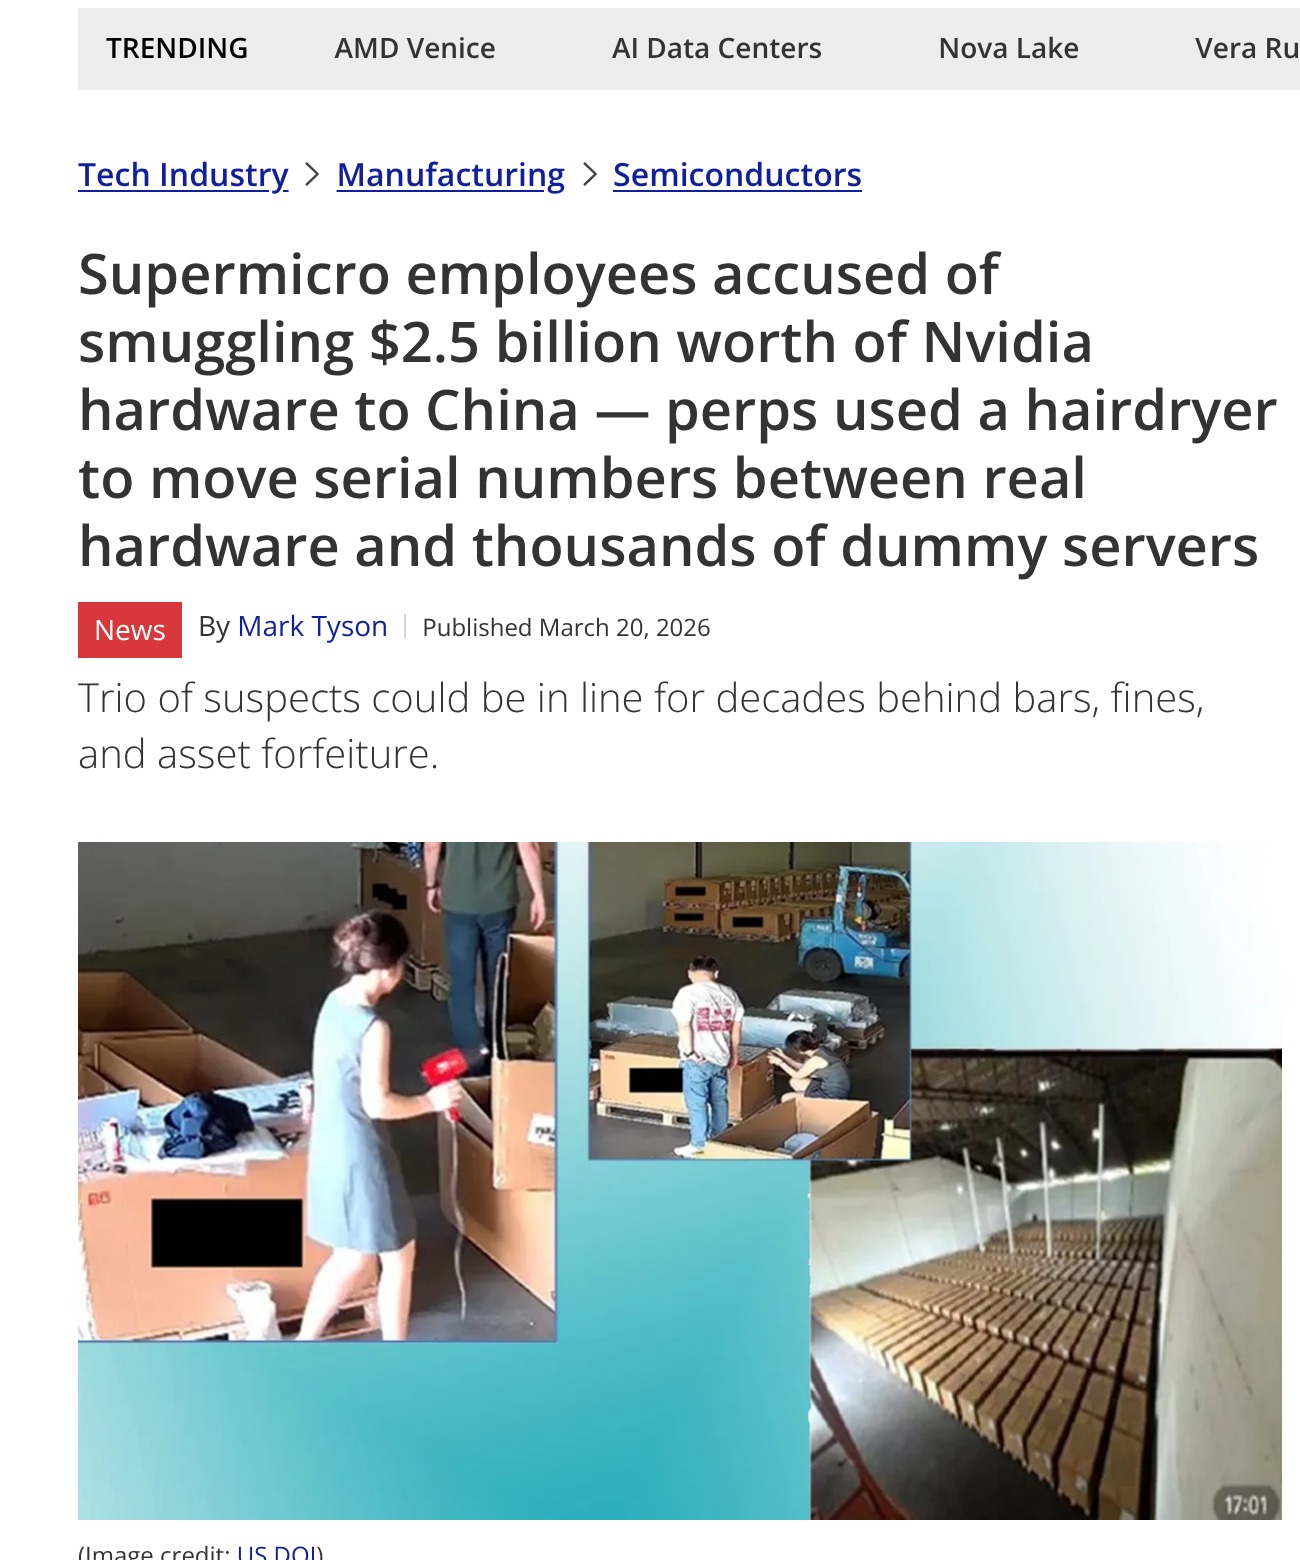 TRENDING AMD Venice AI Data Centers Nova Lake Vera Ru
Tech Industry > Manufacturing > Semiconductors
Supermicro employees accused of
smuggling $2.5 billion worth of Nvidia
hardware to China — perps used a hairdryer
to move serial numbers between real
hardware and thousands of dummy servers
News By Mark Tyson | Published March 20, 2026
Trio of suspects could be in line for decades behind bars, fines,
and asset forfeiture.
17:01
(Image credit: US DOJ)